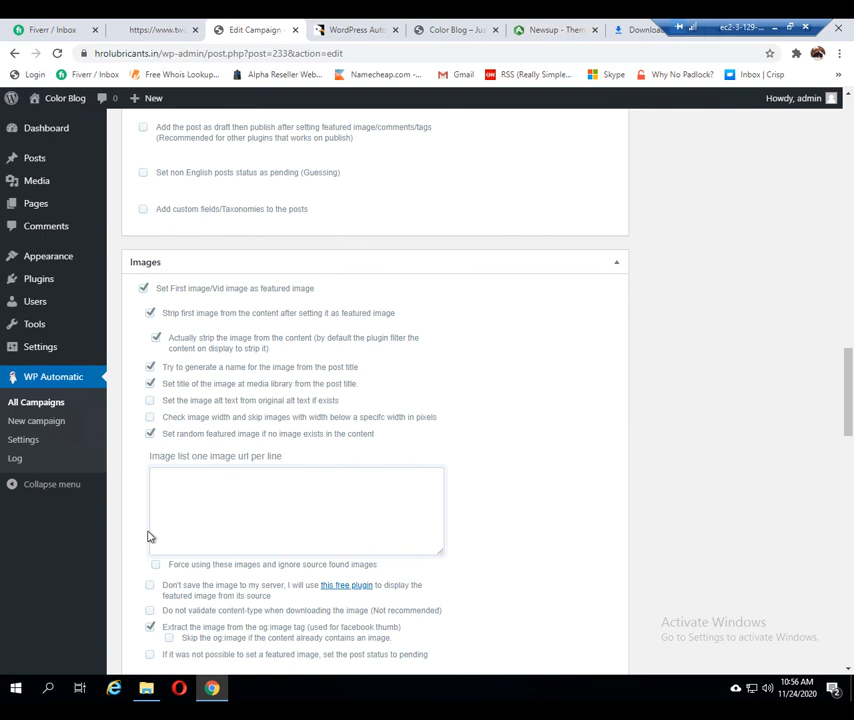 Fiverr / Inbox
https://www.two
Edit Campaign ‹
WordPress Auto
Color Blog – Jus
Newsup - Them
Downloa
ec2-3-129-
hrolubricants.in/wp-admin/post.php?post=233&action=edit
Login
Fiverr / Inbox
Free Whois Lookup...
Alpha Reseller Web...
Namecheap.com -...
Gmail
RSS (Really Simple...
Skype
Why No Padlock?
Inbox | Crisp
Color Blog
New
Howdy, admin
Dashboard
Posts
Media
Pages
Comments
Appearance
Plugins
Users
Tools
Settings
WP Automatic
All Campaigns
New campaign
Settings
Log
Collapse menu
Add the post as draft then publish after setting featured image/comments/tags
(Recommended for other plugins that works on publish)
Set non English posts status as pending (Guessing)
Add custom fields/Taxonomies to the posts
Images
Set First image/Vid image as featured image
Strip first image from the content after setting it as featured image
Actually strip the image from the content (by default the plugin filter the
content on display to strip it)
Try to generate a name for the image from the post title
Set title of the image at media library from the post title.
Set the image alt text from original alt text if exists
Check image width and skip images with width below a specifc width in pixels
Set random featured image if no image exists in the content
Image list one image url per line
Force using these images and ignore source found images
Don't save the image to my server, I will use this free plugin to display the
featured image from its source
Do not validate content-type when downloading the image (Not recommended)
Extract the image from the og:image tag (used for facebook thumb)
Skip the og:image if the content already contains an image.
If it was not possible to set a featured image, set the post status to pending
Activate Windows
Go to Settings to activate Windows.
10:56 AM
11/24/2020
2